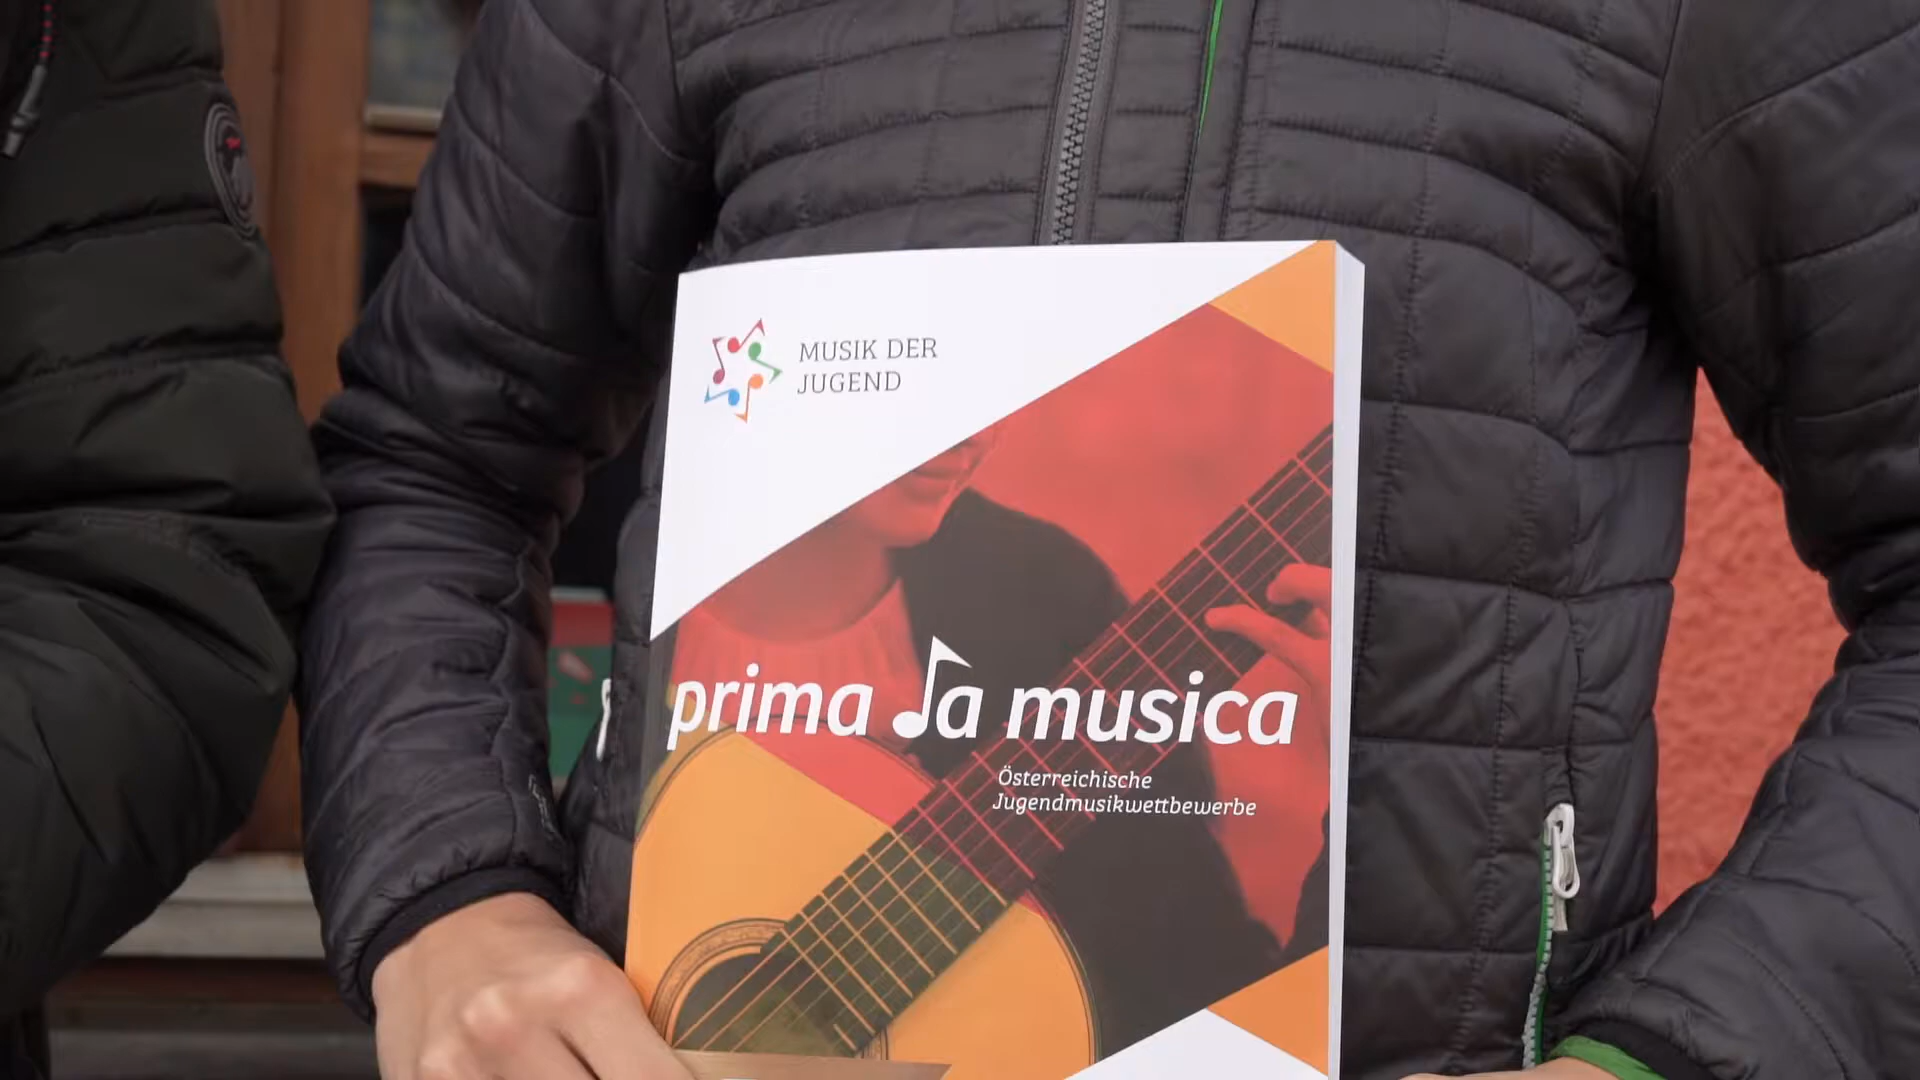 MUSIK DER
JUGEND
prima la musica
Österreichische
Jugendmusikwettbewerbe